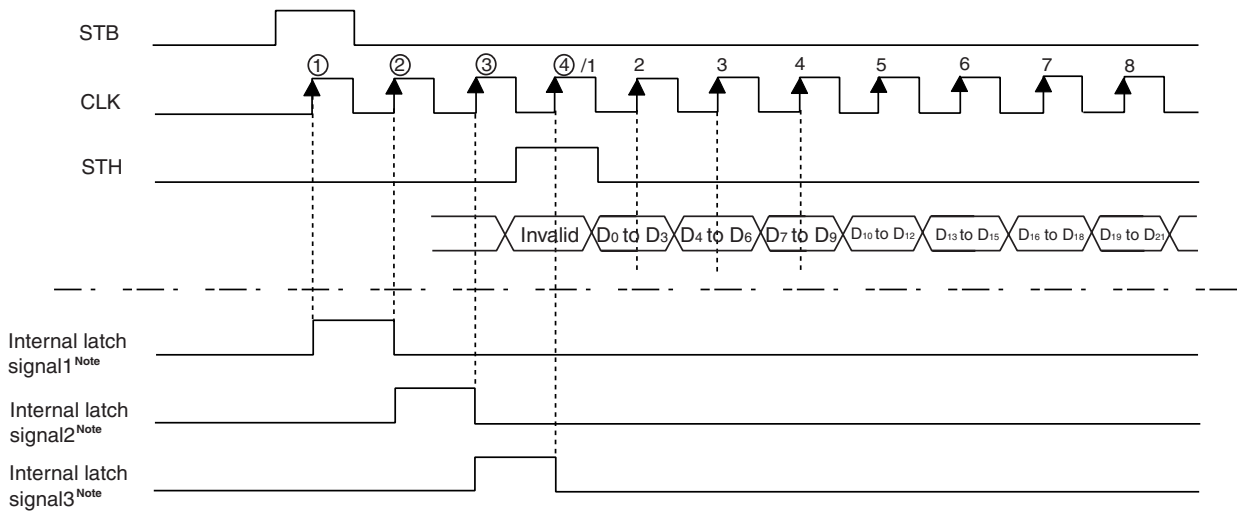 STB
① ② ③ ④ /1 2 3 4 5 6 7 8
CLK
STH
Invalid D0 to D3 D4 to D6 D7 to D9 D10 to D12 D13 to D15 D16 to D18 D19 to D21
Internal latch
signal1Note
Internal latch
signal2Note
Internal latch
signal3Note